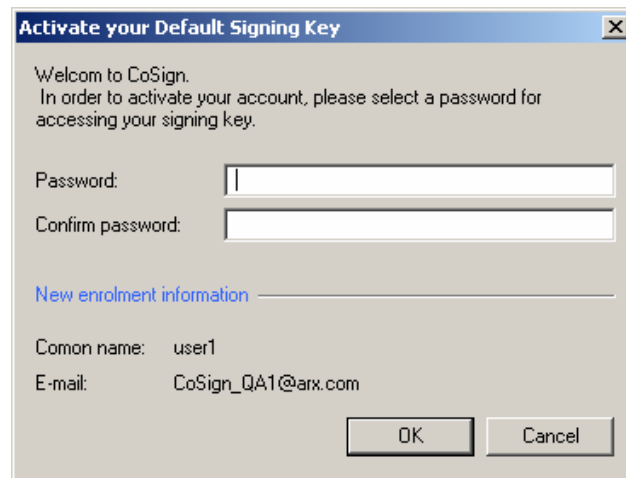 Activate your Default Signing Key
Welcom to CoSign.
In order to activate your account, please select a password for
accessing your signing key.
Password:
Confirm password:
New enrolment information
Comon name: user1
E-mail: CoSign_QA1@arx.com
OK Cancel